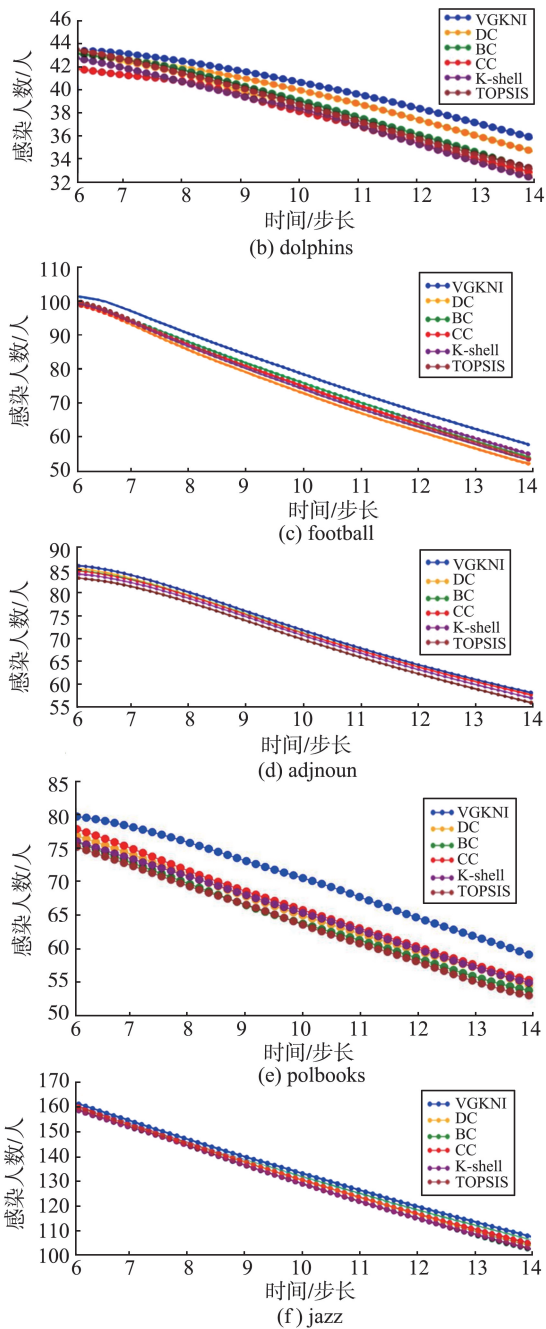 46
44
42
40
38
36
34
32
感染人数/人
VGKNI
DC
BC
CC
K-shell
TOPSIS
6 7 8 9 10 11 12 13 14
时间/步长
(b) dolphins
110
100
90
80
70
60
50
感染人数/人
VGKNI
DC
BC
CC
K-shell
TOPSIS
6 7 8 9 10 11 12 13 14
时间/步长
(c) football
90
85
80
75
70
65
60
55
感染人数/人
VGKNI
DC
BC
CC
K-shell
TOPSIS
6 7 8 9 10 11 12 13 14
时间/步长
(d) adjnoun
85
80
75
70
65
60
55
50
感染人数/人
VGKNI
DC
BC
CC
K-shell
TOPSIS
6 7 8 9 10 11 12 13 14
时间/步长
(e) polbooks
170
160
150
140
130
120
110
100
感染人数/人
VGKNI
DC
BC
CC
K-shell
TOPSIS
6 7 8 9 10 11 12 13 14
时间/步长
(f) jazz